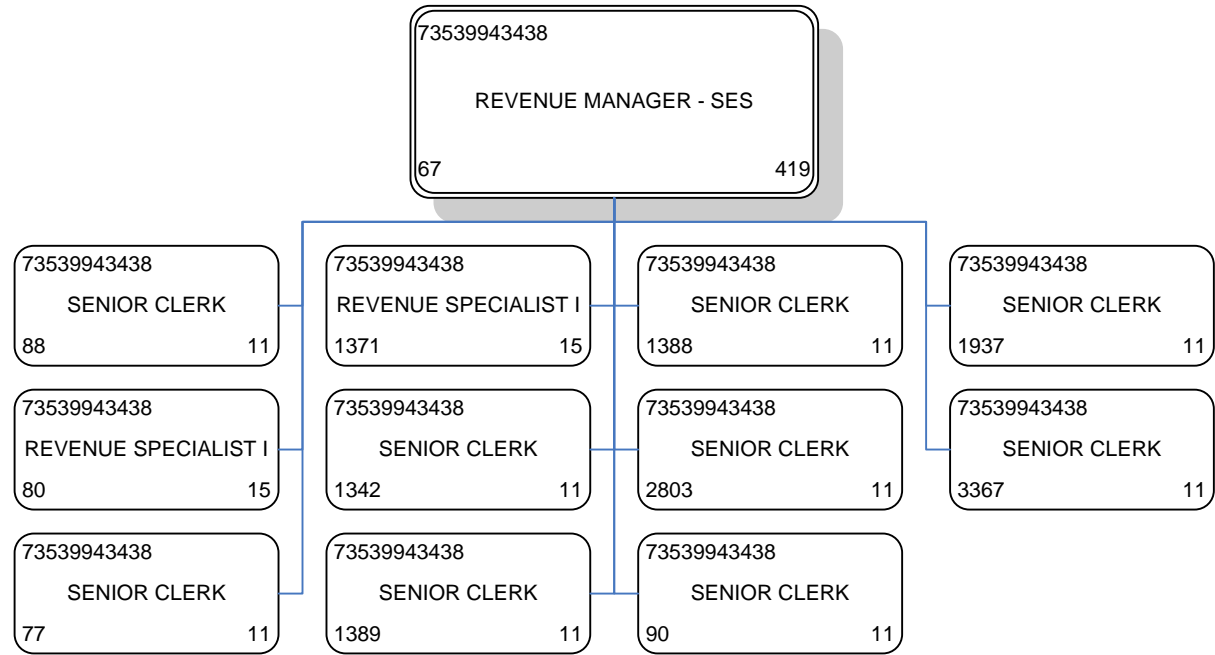 73539943438
REVENUE MANAGER - SES
67 419
73539943438
SENIOR CLERK
88 11
73539943438
REVENUE SPECIALIST I
1371 15
73539943438
SENIOR CLERK
1388 11
73539943438
SENIOR CLERK
1937 11
73539943438
REVENUE SPECIALIST I
80 15
73539943438
SENIOR CLERK
1342 11
73539943438
SENIOR CLERK
2803 11
73539943438
SENIOR CLERK
3367 11
73539943438
SENIOR CLERK
77 11
73539943438
SENIOR CLERK
1389 11
73539943438
SENIOR CLERK
90 11